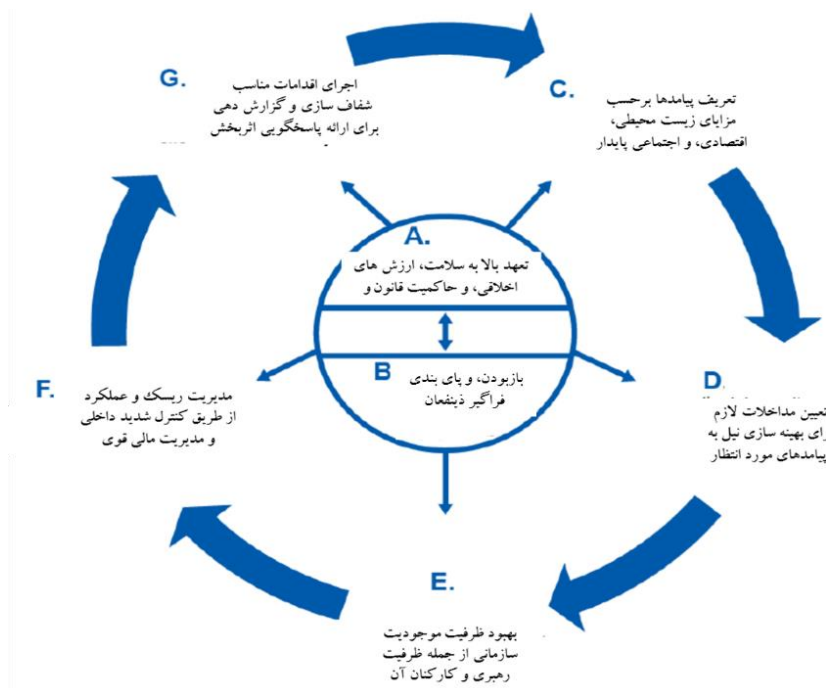 G.
اجرای اقدامات مناسب
شفاف سازی و گزارش دهی
برای ارائه پاسخگویی اثربخش
C.
تعریف پیامدها برحسب
مزایای زیست محیطی،
اقتصادی، و اجتماعی پایدار
A.
تعهد بالا به سلامت، ارزش های
اخلاقی، و حاکمیت قانون و
B
بازبودن، و پای بندی
فراگیر ذینفعان
F.
مدیریت ریسک و عملکرد
از طریق کنترل شدید داخلی
و مدیریت مالی قوی
D.
تعیین مداخلات لازم
رای بهینه سازی نیل به
پیامدهای مورد انتظار
E.
بهبود ظرفیت موجودیت
سازمانی از جمله ظرفیت
رهبری و کارکنان آن